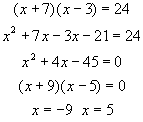 (x + 7)(x − 3) = 24
x² + 7x − 3x − 21 = 24
x² + 4x − 45 = 0
(x + 9)(x − 5) = 0
x = −9 x = 5